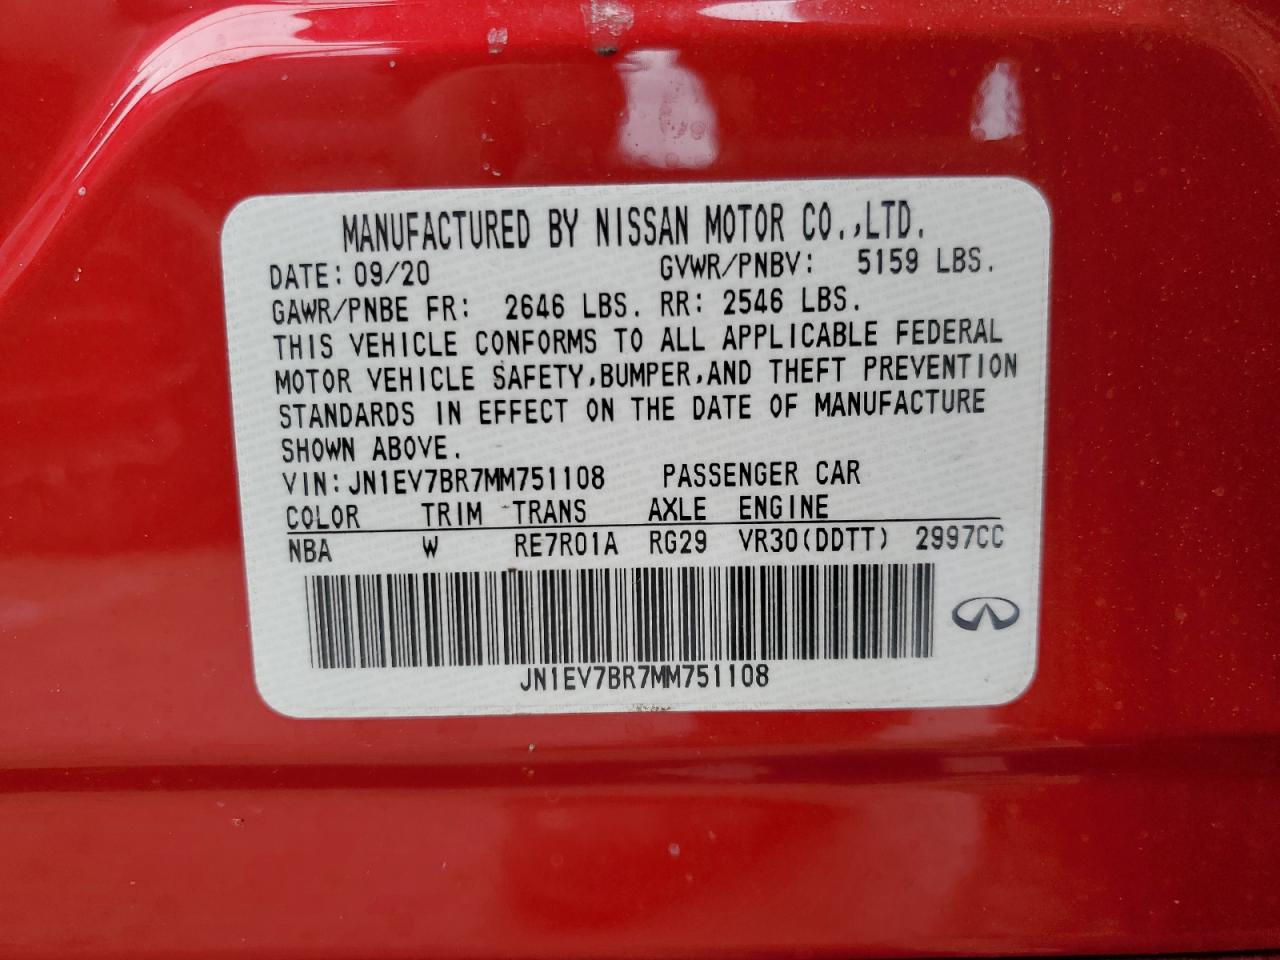 MANUFACTURED BY NISSAN MOTOR CO.,LTD.
DATE: 09/20 GVWR/PNBV: 5159 LBS.
GAWR/PNBE FR: 2646 LBS. RR: 2546 LBS.
THIS VEHICLE CONFORMS TO ALL APPLICABLE FEDERAL
MOTOR VEHICLE SAFETY,BUMPER,AND THEFT PREVENTION
STANDARDS IN EFFECT ON THE DATE OF MANUFACTURE
SHOWN ABOVE.
VIN: JN1EV7BR7MM751108 PASSENGER CAR
COLOR TRIM TRANS AXLE ENGINE
NBA W RE7R01A RG29 VR30(DDTT) 2997CC
JN1EV7BR7MM751108